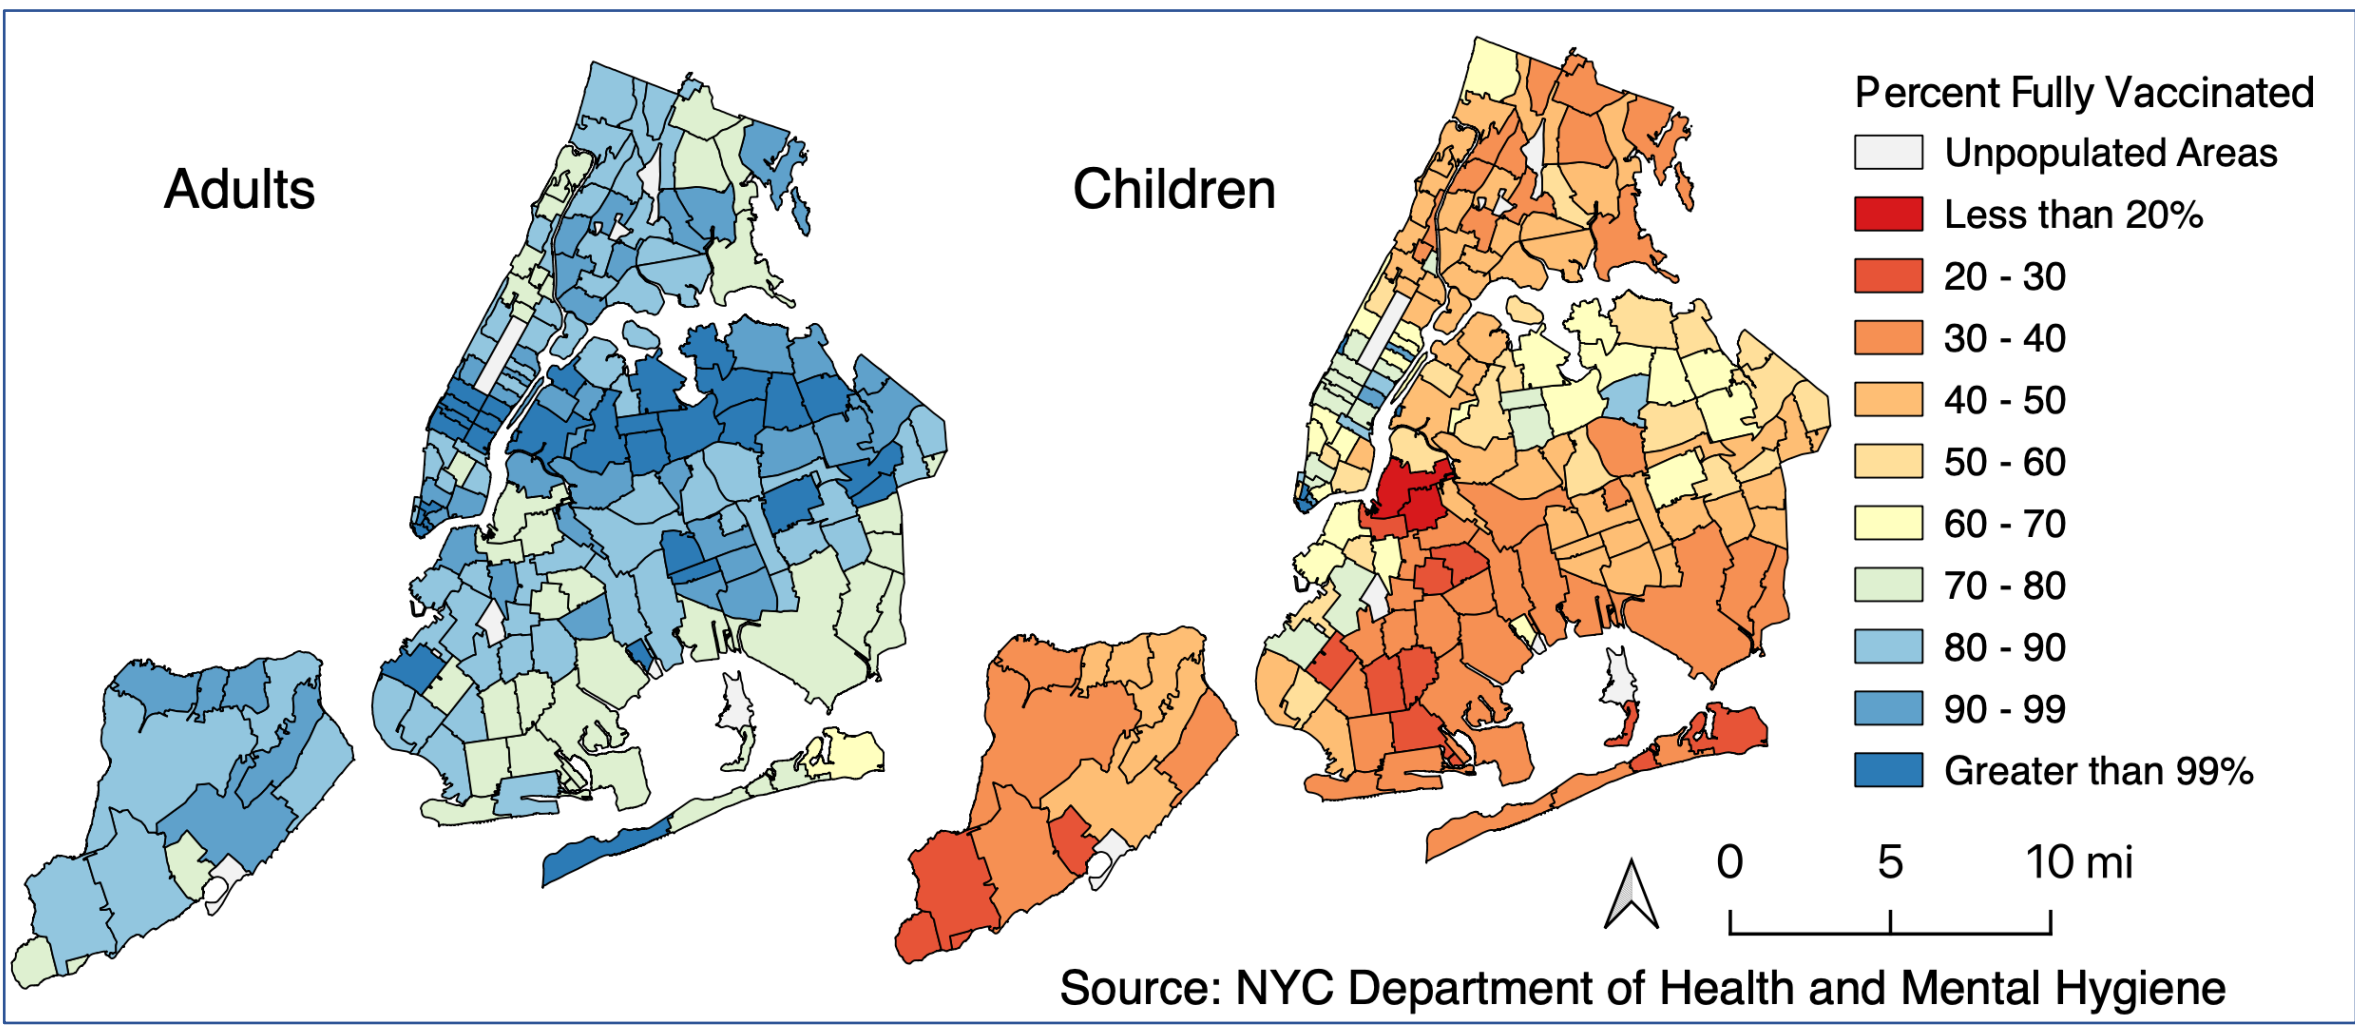 Adults
Children
Percent Fully Vaccinated
Unpopulated Areas
Less than 20%
20 - 30
30 - 40
40 - 50
50 - 60
60 - 70
70 - 80
80 - 90
90 - 99
Greater than 99%
0 5 10 mi
Source: NYC Department of Health and Mental Hygiene